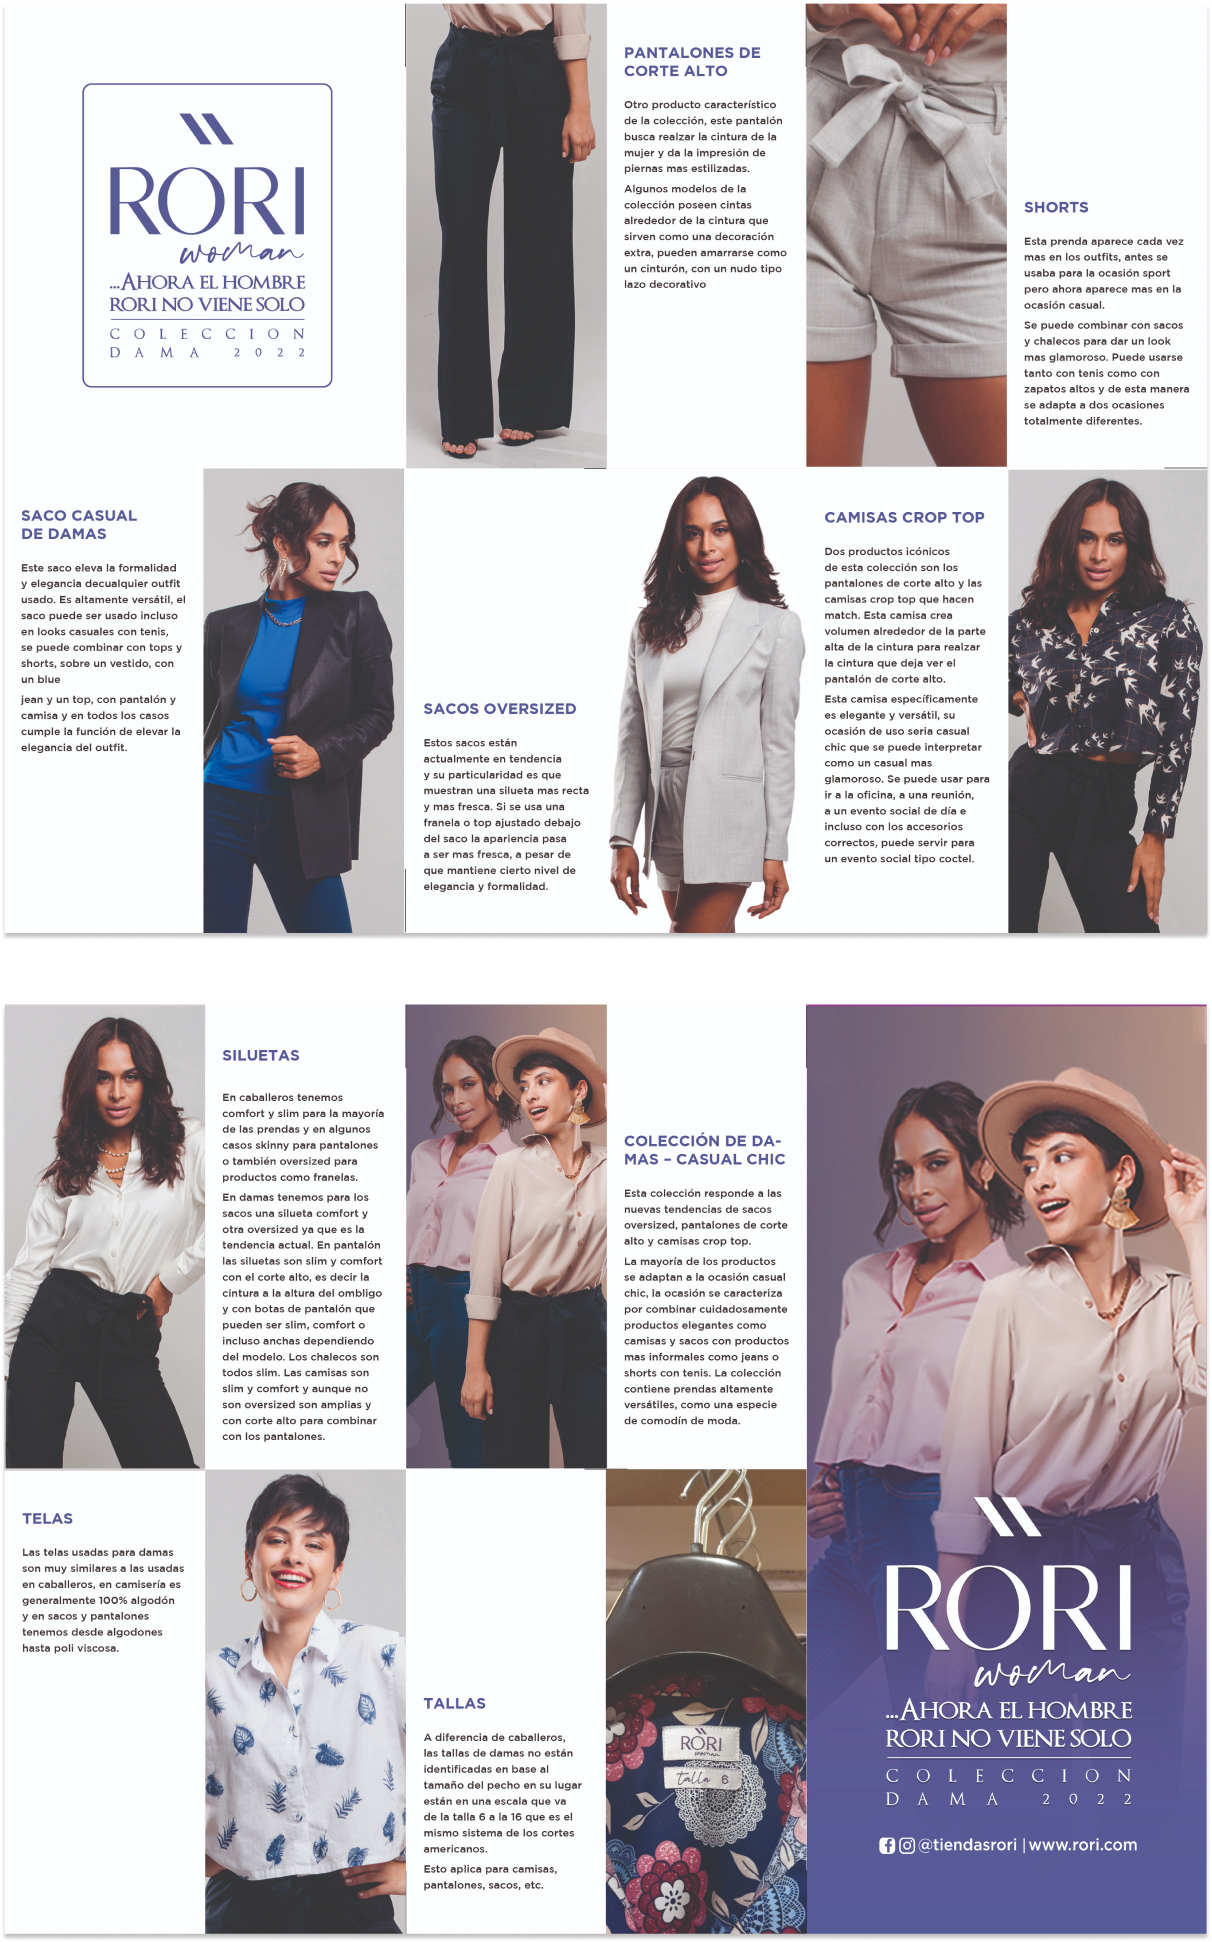 RORI
woman
...AHORA EL HOMBRE
RORI NO VIENE SOLO
COLECCION
DAMA 2022
PANTALONES DE
CORTE ALTO
Otro producto característico
de la colección, este pantalón
busca realzar la cintura de la
mujer y da la impresión de
piernas mas estilizadas.
Algunos modelos de la
colección poseen cintas
alrededor de la cintura que
sirven como una decoración
extra, pueden amarrarse como
un cinturón, con un nudo tipo
lazo decorativo
SHORTS
Esta prenda aparece cada vez
mas en los outfits, antes se
usaba para la ocasión sport
pero ahora aparece mas en la
ocasión casual.
Se puede combinar con sacos
y chalecos para dar un look
mas glamoroso. Puede usarse
tanto con tenis como con
zapatos altos y de esta manera
se adapta a dos ocasiones
totalmente diferentes.
SACO CASUAL
DE DAMAS
Este saco eleva la formalidad
y elegancia decualquier outfit
usado. Es altamente versátil, el
saco puede ser usado incluso
en looks casuales con tenis,
se puede combinar con tops y
shorts, sobre un vestido, con
un blue
jean y un top, con pantalón y
camisa y en todos los casos
cumple la función de elevar la
elegancia del outfit.
SACOS OVERSIZED
Estos sacos están
actualmente en tendencia
y su particularidad es que
muestran una silueta mas recta
y mas fresca. Si se usa una
franela o top ajustado debajo
del saco la apariencia pasa
a ser mas fresca, a pesar de
que mantiene cierto nivel de
elegancia y formalidad.
CAMISAS CROP TOP
Dos productos icónicos
de esta colección son los
pantalones de corte alto y las
camisas crop top que hacen
match. Esta camisa crea
volumen alrededor de la parte
alta de la cintura para realzar
la cintura que deja ver el
pantalón de corte alto.
Esta camisa específicamente
es elegante y versátil, su
ocasión de uso seria casual
chic que se puede interpretar
como un casual mas
glamoroso. Se puede usar para
ir a la oficina, a una reunión,
a un evento social de día e
incluso con los accesorios
correctos, puede servir para
un evento social tipo coctel.
SILUETAS
En caballeros tenemos
comfort y slim para la mayoría
de las prendas y en algunos
casos skinny para pantalones
o también oversized para
productos como franelas.
En damas tenemos para los
sacos una silueta comfort y
otra oversized ya que es la
tendencia actual. En pantalón
las siluetas son slim y comfort
con el corte alto, es decir la
cintura a la altura del ombligo
y con botas de pantalón que
pueden ser slim, comfort o
incluso anchas dependiendo
del modelo. Los chalecos son
todos slim. Las camisas son
slim y comfort y aunque no
son oversized son amplias y
con corte alto para combinar
con los pantalones.
COLECCIÓN DE DA-
MAS – CASUAL CHIC
Esta colección responde a las
nuevas tendencias de sacos
oversized, pantalones de corte
alto y camisas crop top.
La mayoría de los productos
se adaptan a la ocasión casual
chic, la ocasión se caracteriza
por combinar cuidadosamente
productos elegantes como
camisas y sacos con productos
mas informales como jeans o
shorts con tenis. La colección
contiene prendas altamente
versátiles, como una especie
de comodín de moda.
TELAS
Las telas usadas para damas
son muy similares a las usadas
en caballeros, en camisería es
generalmente 100% algodón
y en sacos y pantalones
tenemos desde algodones
hasta poli viscosa.
TALLAS
A diferencia de caballeros,
las tallas de damas no están
identificadas en base al
tamaño del pecho en su lugar
están en una escala que va
de la talla 6 a la 16 que es el
mismo sistema de los cortes
americanos.
Esto aplica para camisas,
pantalones, sacos, etc.
RORI
woman
talla 6
RORI
woman
...AHORA EL HOMBRE
RORI NO VIENE SOLO
COLECCION
DAMA 2022
@tiendasrori | www.rori.com